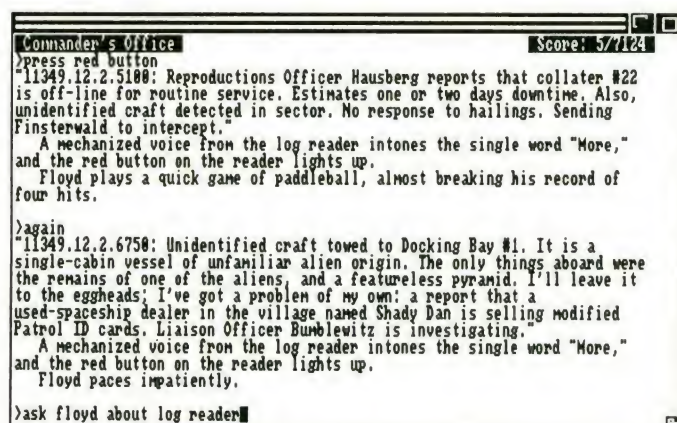 Commander's Office Score: 5/7124
>press red button
"11349.12.2.5100: Reproductions Officer Hausberg reports that collater #22
is off-line for routine service. Estimates one or two days downtime. Also,
unidentified craft detected in sector. No response to hailings. Sending
Finsterwald to intercept."
A mechanized voice from the log reader intones the single word "More,"
and the red button on the reader lights up.
Floyd plays a quick game of paddleball, almost breaking his record of
four hits.
>again
"11349.12.2.6750: Unidentified craft towed to Docking Bay #1. It is a
single-cabin vessel of unfamiliar alien origin. The only things aboard were
the remains of one of the aliens, and a featureless pyramid. I'll leave it
to the eggheads; I've got a problem of my own: a report that a
used-spaceship dealer in the village named Shady Dan is selling modified
Patrol ID cards. Liaison Officer Bumblewitz is investigating."
A mechanized voice from the log reader intones the single word "More,"
and the red button on the reader lights up.
Floyd paces impatiently.
>ask floyd about log reader